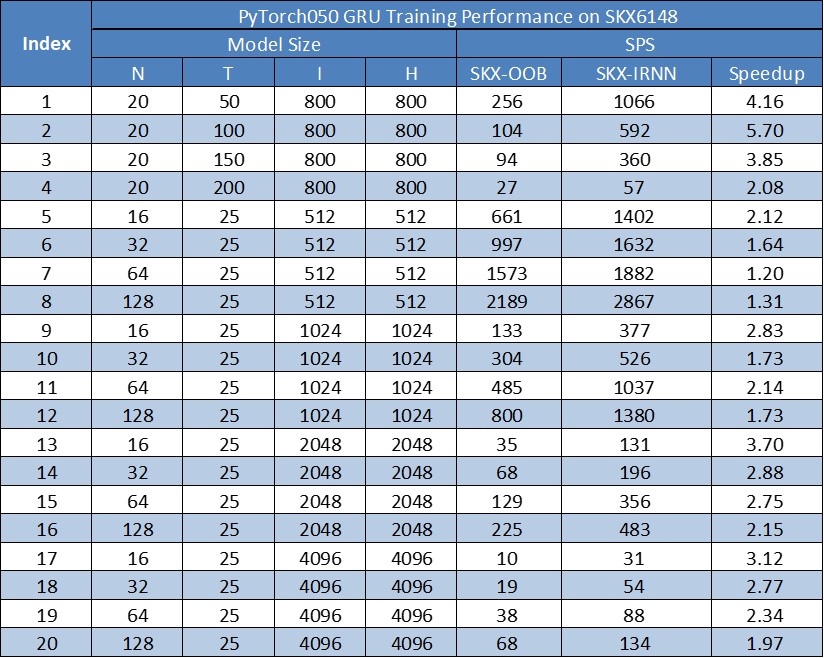 PyTorch050 GRU Training Performance on SKX6148
Index Model Size SPS
N T I H SKX-OOB SKX-IRNN Speedup
1 20 50 800 800 256 1066 4.16
2 20 100 800 800 104 592 5.70
3 20 150 800 800 94 360 3.85
4 20 200 800 800 27 57 2.08
5 16 25 512 512 661 1402 2.12
6 32 25 512 512 997 1632 1.64
7 64 25 512 512 1573 1882 1.20
8 128 25 512 512 2189 2867 1.31
9 16 25 1024 1024 133 377 2.83
10 32 25 1024 1024 304 526 1.73
11 64 25 1024 1024 485 1037 2.14
12 128 25 1024 1024 800 1380 1.73
13 16 25 2048 2048 35 131 3.70
14 32 25 2048 2048 68 196 2.88
15 64 25 2048 2048 129 356 2.75
16 128 25 2048 2048 225 483 2.15
17 16 25 4096 4096 10 31 3.12
18 32 25 4096 4096 19 54 2.77
19 64 25 4096 4096 38 88 2.34
20 128 25 4096 4096 68 134 1.97